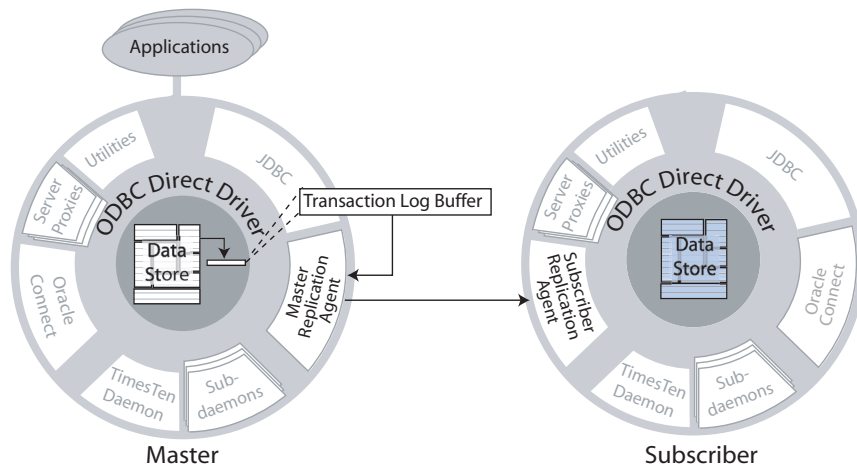 Applications
Utilities
JDBC
Server
Proxies
ODBC Direct Driver
Transaction Log Buffer
Data
Store
Oracle
Connect
Master
Replication
Agent
TimesTen
Daemon
Sub-
daemons
Master
Utilities
JDBC
Server
Proxies
ODBC Direct Driver
Data
Store
Subscriber
Replication
Agent
Oracle
Connect
TimesTen
Daemon
Sub-
daemons
Subscriber